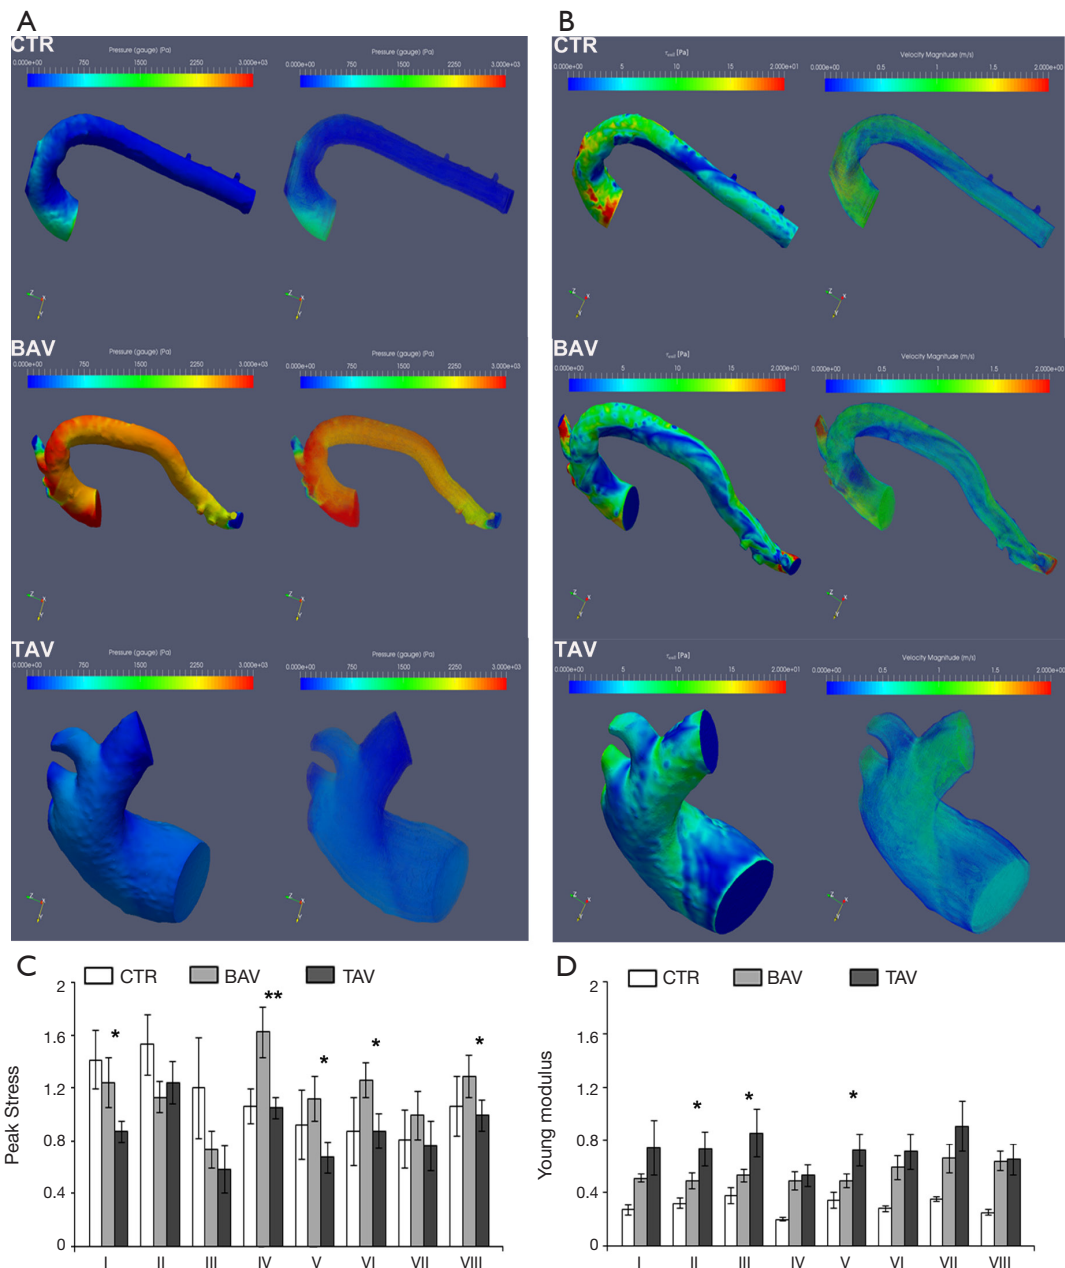 A
B
CTR
Pressure (gauge) (Pa)
0.000e+00 750 1500 2250 3.000e+03
Pressure (gauge) (Pa)
0.000e+00 750 1500 2250 3.000e+03
CTR
τwall [Pa]
0.000e+00 5 10 15 2.000e+01
Velocity Magnitude (m/s)
0.000e+00 0.5 1 1.5 2.000e+00
Z X Y
Z X Y
Z X Y
Z X Y
BAV
Pressure (gauge) (Pa)
0.000e+00 750 1500 2250 3.000e+03
Pressure (gauge) (Pa)
0.000e+00 750 1500 2250 3.000e+03
BAV
τwall [Pa]
0.000e+00 5 10 15 2.000e+01
Velocity Magnitude (m/s)
0.000e+00 0.5 1 1.5 2.000e+00
Z X Y
Z X Y
Z X Y
Z X Y
TAV
Pressure (gauge) (Pa)
0.000e+00 750 1500 2250 3.000e+03
Pressure (gauge) (Pa)
0.000e+00 750 1500 2250 3.000e+03
TAV
τwall [Pa]
0.000e+00 5 10 15 2.000e+01
Velocity Magnitude (m/s)
0.000e+00 0.5 1 1.5 2.000e+00
Z X Y
Z X Y
Z X Y
Z X Y
C
CTR BAV TAV
Peak Stress
2
1.6
1.2
0.8
0.4
0
* ** * * *
I II III IV V VI VII VIII
D
CTR BAV TAV
Young modulus
2
1.6
1.2
0.8
0.4
0
* * *
I II III IV V VI VII VIII